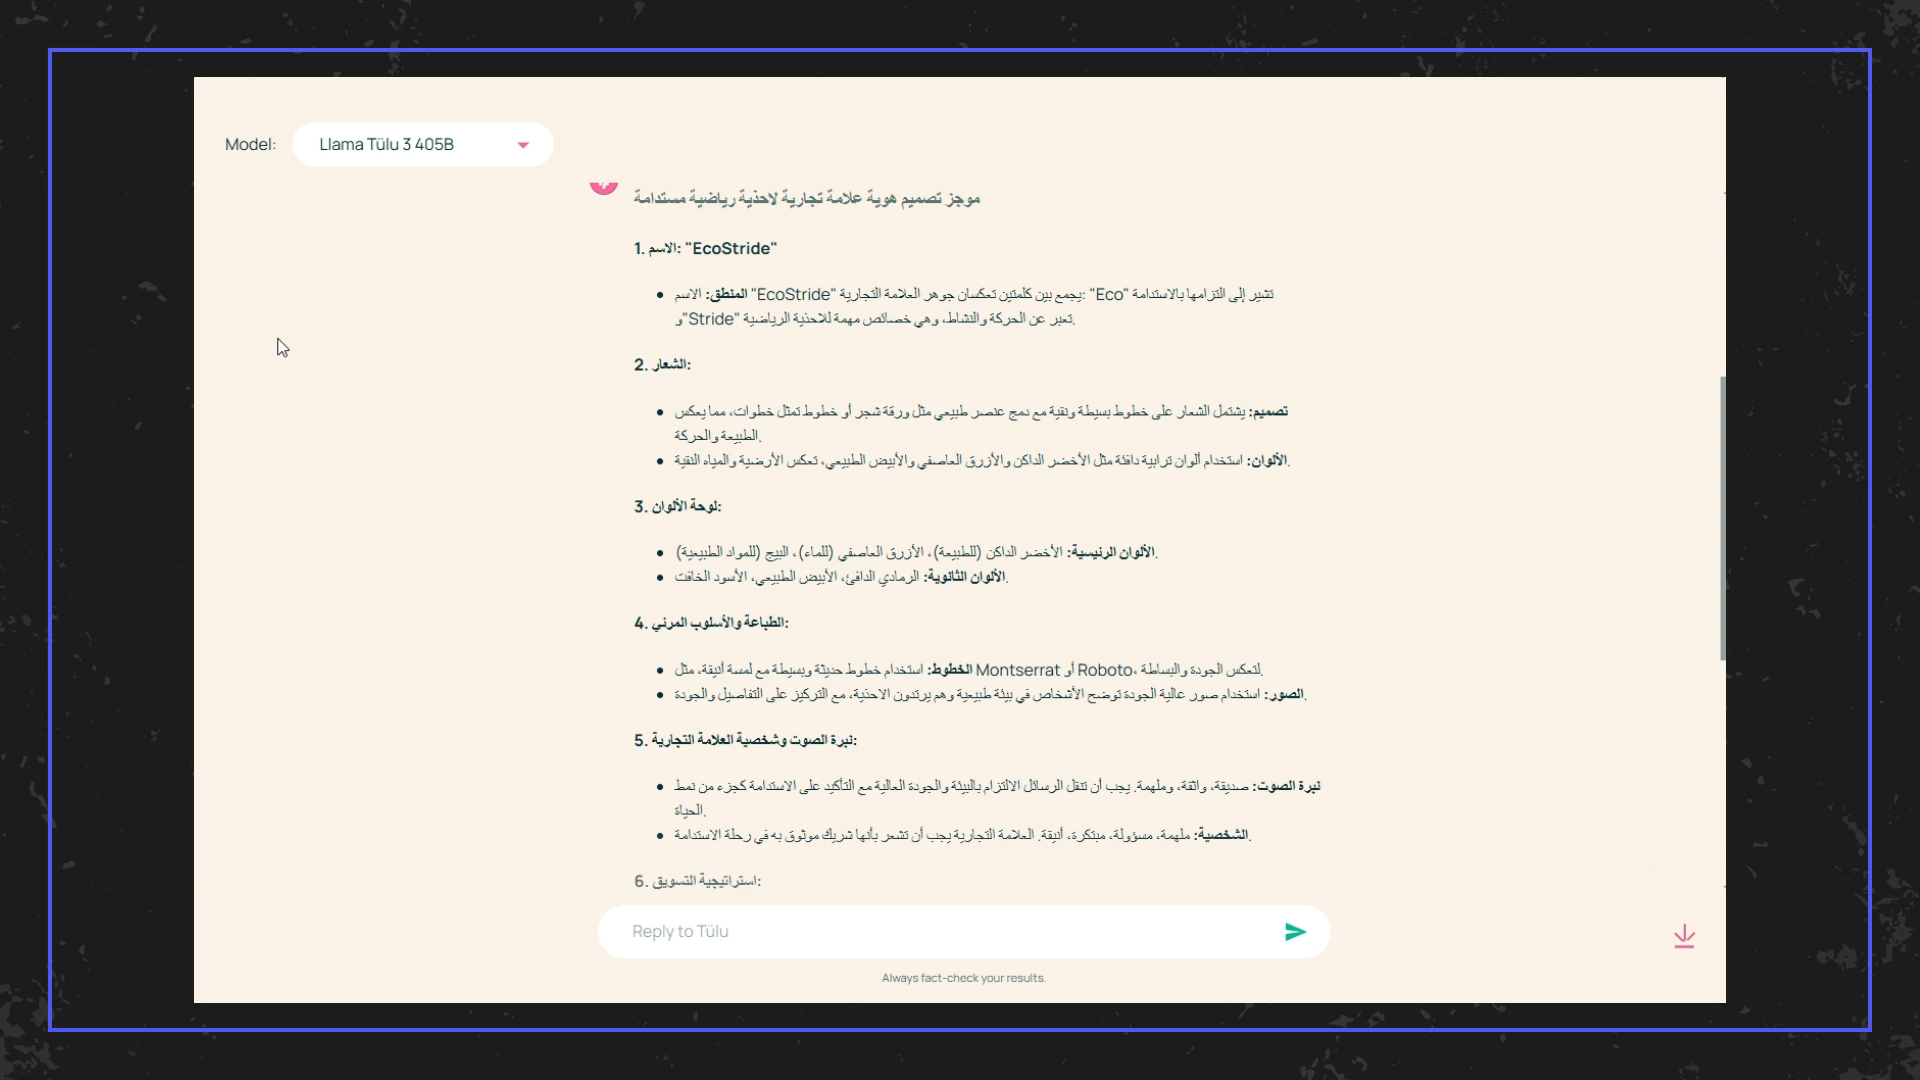 Model: Llama Tülu 3 405B
موجز تصميم هوية علامة تجارية لاحذية رياضية مستدامة
1. الاسم: "EcoStride"
المنطق: الاسم "EcoStride" يجمع بين كلمتين تعكسان جوهر العلامة التجارية: "Eco" تشير إلى التزامها بالاستدامة
و"Stride" تعبر عن الحركة والنشاط، وهي خصائص مهمة للاحذية الرياضية.
2. الشعار:
تصميم: يشتمل الشعار على خطوط بسيطة ونقية مع دمج عنصر طبيعي مثل ورقة شجر أو خطوط تمثل خطوات، مما يعكس
الطبيعة والحركة.
الألوان: استخدام ألوان ترابية دافئة مثل الأخضر الداكن والأزرق العاصفي والأبيض الطبيعي، تعكس الأرضية والمياه النقية.
3. لوحة الألوان:
الألوان الرئيسية: الأخضر الداكن (للطبيعة)، الأزرق العاصفي (للماء)، البيج (للمواد الطبيعية).
الألوان الثانوية: الرمادي الدافئ، الأبيض الطبيعي، الأسود الخافت.
4. الطباعة والأسلوب المرئي:
الخطوط: استخدام خطوط حديثة وبسيطة مع لمسة أنيقة، مثل Montserrat أو Roboto، لتعكس الجودة والبساطة.
الصور: استخدام صور عالية الجودة توضح الأشخاص في بيئة طبيعية وهم يرتدون الاحذية، مع التركيز على التفاصيل والجودة.
5. نبرة الصوت وشخصية العلامة التجارية:
نبرة الصوت: صديقة، واثقة، وملهمة. يجب أن تنقل الرسائل الالتزام بالبيئة والجودة العالية مع التأكيد على الاستدامة كجزء من نمط
الحياة.
الشخصية: ملهمة، مسؤولة، مبتكرة، أنيقة. العلامة التجارية يجب أن تشعر بأنها شريك موثوق به في رحلة الاستدامة.
6. استراتيجية التسويق:
Reply to Tülu
Always fact-check your results.